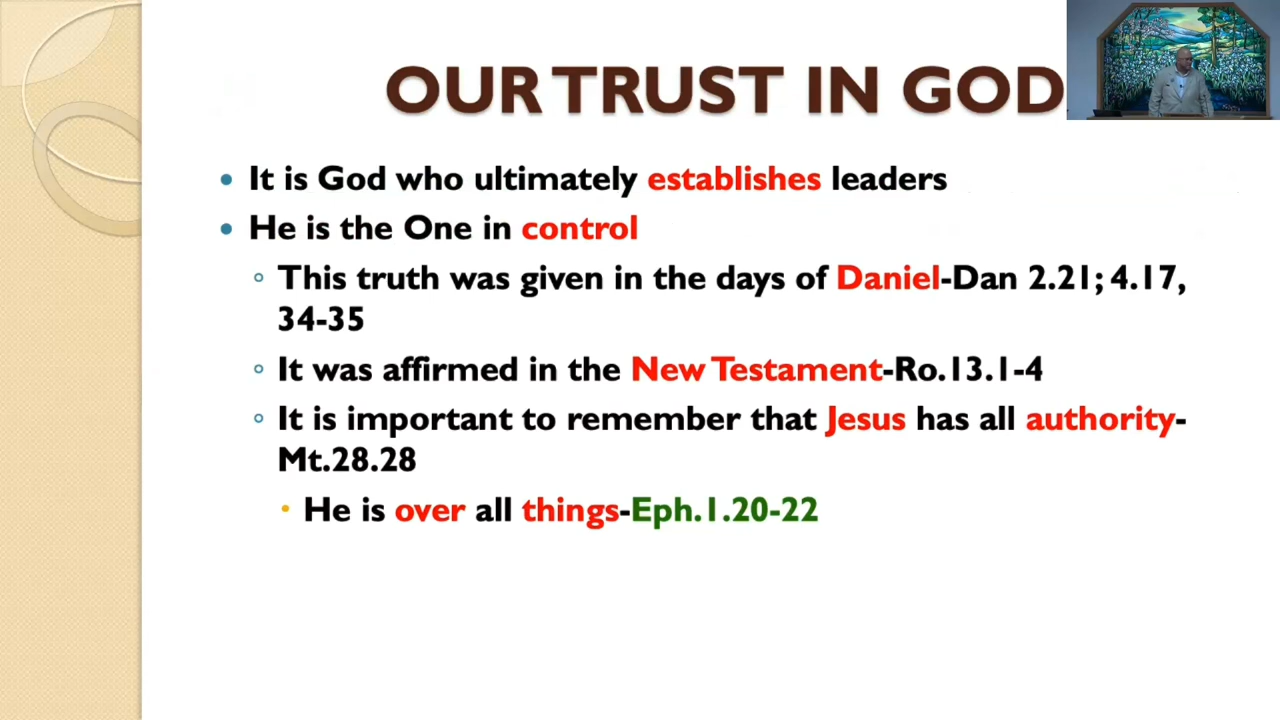 OUR TRUST IN GOD
• It is God who ultimately establishes leaders
• He is the One in control
◦ This truth was given in the days of Daniel-Dan 2.21; 4.17,
34-35
◦ It was affirmed in the New Testament-Ro.13.1-4
◦ It is important to remember that Jesus has all authority-
Mt.28.28
▪ He is over all things-Eph.1.20-22